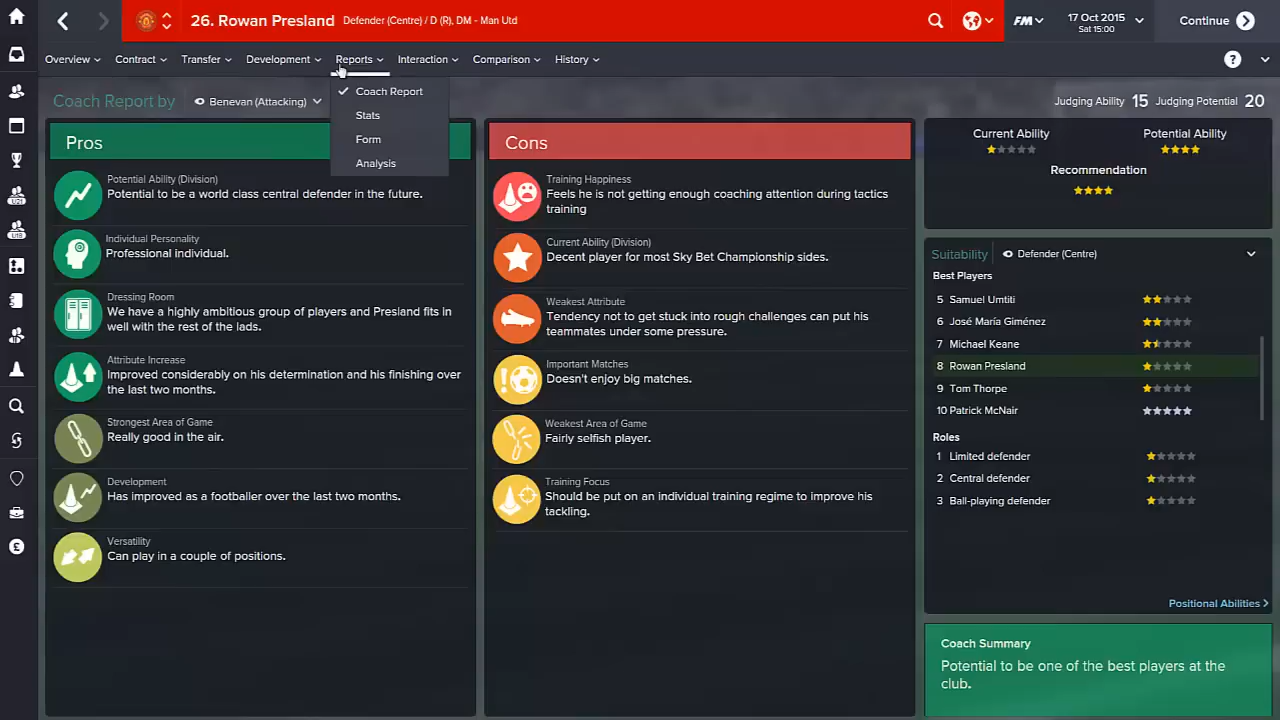 26. Rowan Presland
Defender (Centre) / D (R), DM - Man Utd
FM
17 Oct 2015
Sat 15:00
Continue
Overview
Contract
Transfer
Development
Reports
Interaction
Comparison
History
?
Coach Report
Stats
Form
Analysis
Coach Report by
Benevan (Attacking)
Judging Ability 15 Judging Potential 20
Pros
Potential Ability (Division)
Potential to be a world class central defender in the future.
Individual Personality
Professional individual.
Dressing Room
We have a highly ambitious group of players and Presland fits in
well with the rest of the lads.
Attribute Increase
Improved considerably on his determination and his finishing over
the last two months.
Strongest Area of Game
Really good in the air.
Development
Has improved as a footballer over the last two months.
Versatility
Can play in a couple of positions.
Cons
Training Happiness
Feels he is not getting enough coaching attention during tactics
training
Current Ability (Division)
Decent player for most Sky Bet Championship sides.
Weakest Attribute
Tendency not to get stuck into rough challenges can put his
teammates under some pressure.
Important Matches
Doesn't enjoy big matches.
Weakest Area of Game
Fairly selfish player.
Training Focus
Should be put on an individual training regime to improve his
tackling.
Current Ability
Potential Ability
Recommendation
Suitability
Defender (Centre)
Best Players
5 Samuel Umtiti
6 José María Giménez
7 Michael Keane
8 Rowan Presland
9 Tom Thorpe
10 Patrick McNair
Roles
1 Limited defender
2 Central defender
3 Ball-playing defender
Positional Abilities >
Coach Summary
Potential to be one of the best players at the
club.